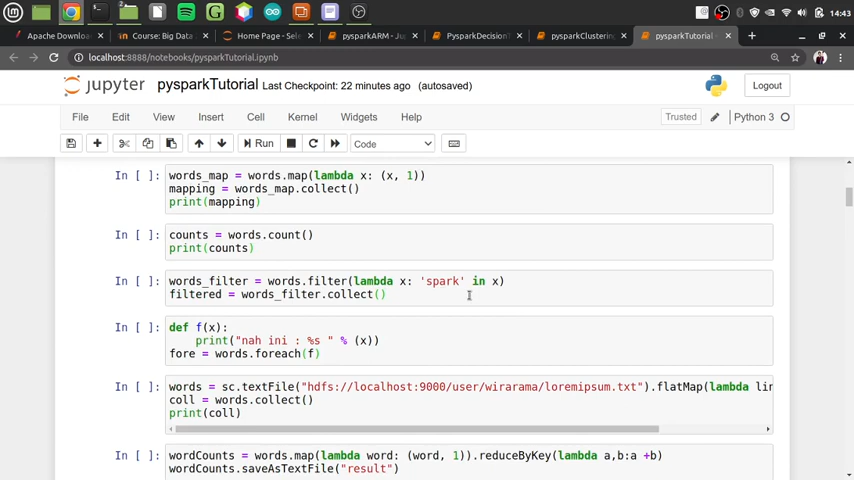 14:43
Apache Downloa
Course: Big Data
Home Page - Sele
pysparkARM - Ju
PysparkDecisionT
pysparkClustering
pysparkTutorial -
localhost:8888/notebooks/pysparkTutorial.ipynb
jupyter pysparkTutorial Last Checkpoint: 22 minutes ago (autosaved)
Logout
File Edit View Insert Cell Kernel Widgets Help
Trusted
Python 3
Run
Code
In [ ]: words_map = words.map(lambda x: (x, 1))
mapping = words_map.collect()
print(mapping)
In [ ]: counts = words.count()
print(counts)
In [ ]: words_filter = words.filter(lambda x: 'spark' in x)
filtered = words_filter.collect()
In [ ]: def f(x):
print("nah ini : %s " % (x))
fore = words.foreach(f)
In [ ]: words = sc.textFile("hdfs://localhost:9000/user/wirarama/loremipsum.txt").flatMap(lambda lin
coll = words.collect()
print(coll)
In [ ]: wordCounts = words.map(lambda word: (word, 1)).reduceByKey(lambda a,b:a +b)
wordCounts.saveAsTextFile("result")